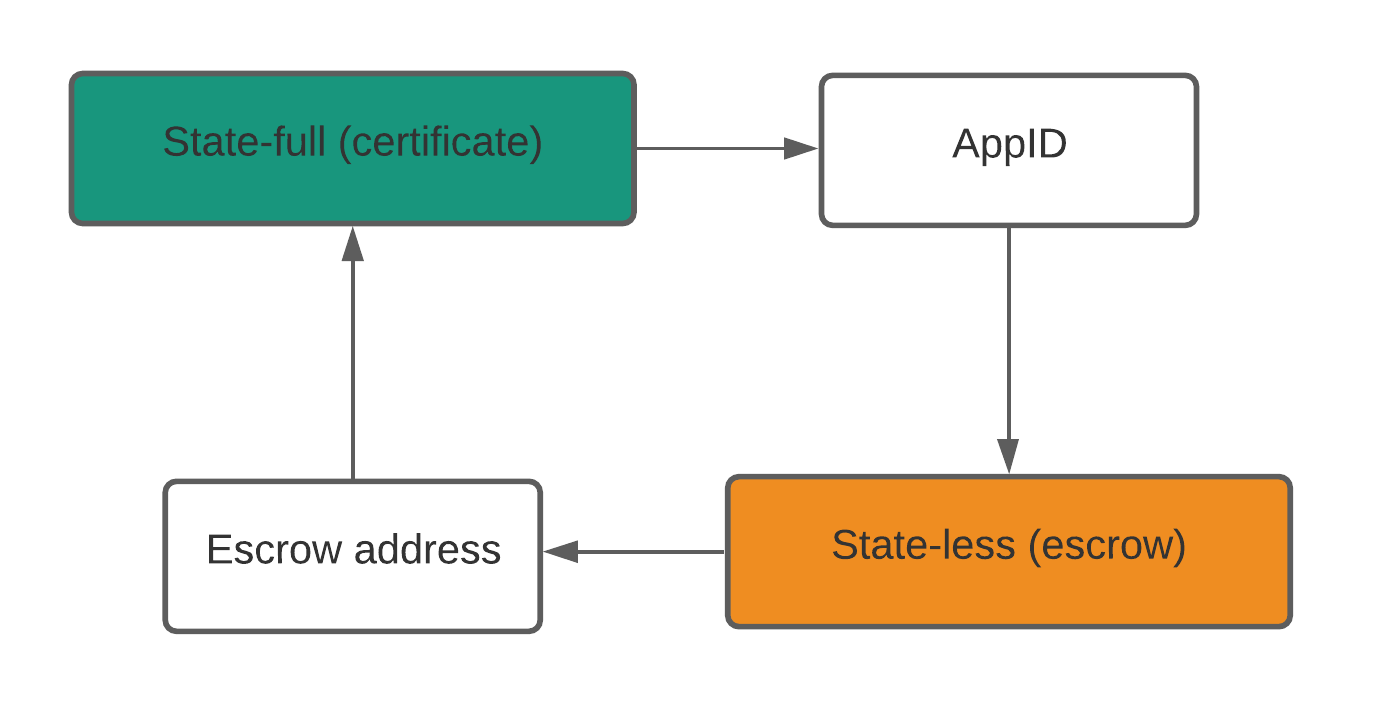 State-full (certificate)
AppID
Escrow address
State-less (escrow)